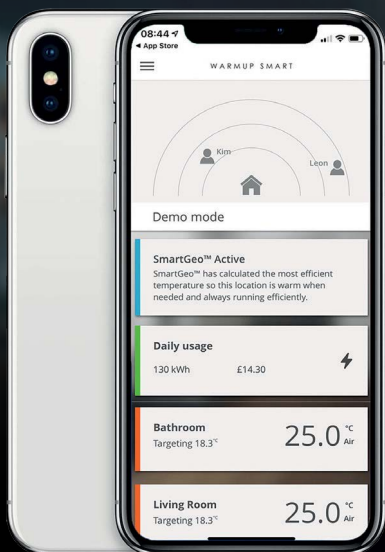 08:44
App Store
WARMUP SMART
Kim
Leon
Demo mode
SmartGeo™ Active
SmartGeo™ has calculated the most efficient
temperature so this location is warm when
needed and always running efficiently.
Daily usage
130 kWh £14.30
Bathroom
Targeting 18.3°C
25.0 °C Air
Living Room
Targeting 18.3°C
25.0 °C Air